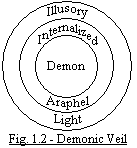 Illusory
Internalized
Demon
Araphel
Light
Fig. 1.2 - Demonic Veil